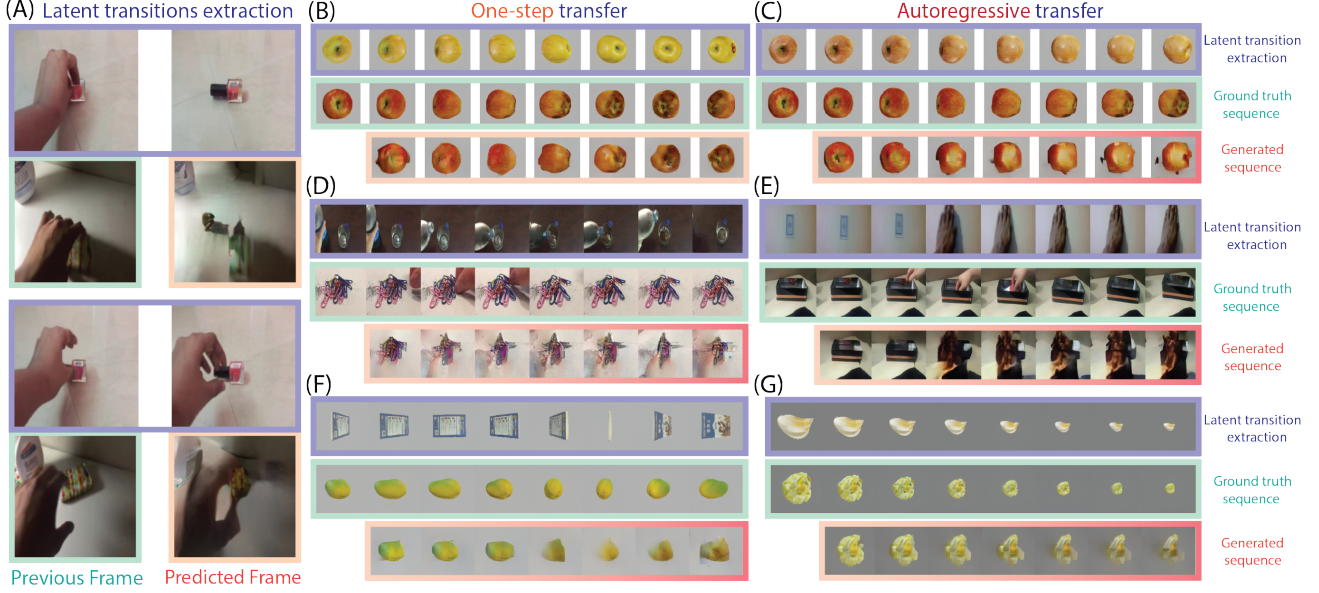 (A) Latent transitions extraction
(B) One-step transfer
(C) Autoregressive transfer
Latent transition
extraction
Ground truth
sequence
Generated
sequence
(D)
(E)
Latent transition
extraction
Ground truth
sequence
Generated
sequence
(F)
(G)
Latent transition
extraction
Ground truth
sequence
Generated
sequence
Previous Frame
Predicted Frame